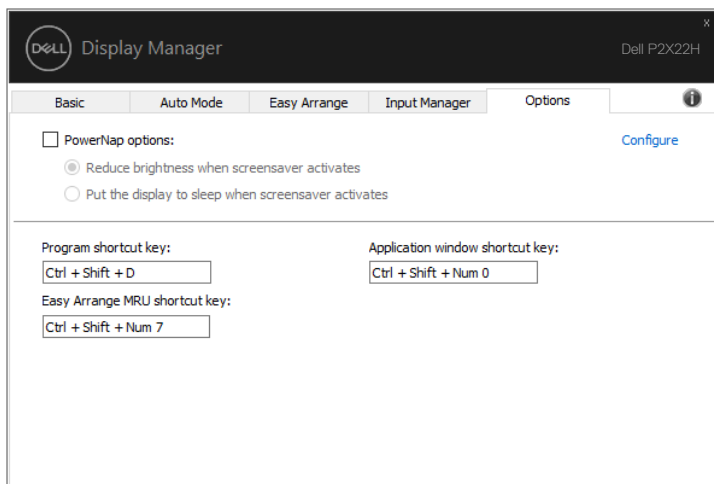 x
DELL Display Manager
Dell P2X22H
Basic Auto Mode Easy Arrange Input Manager Options i
PowerNap options: Configure
Reduce brightness when screensaver activates
Put the display to sleep when screensaver activates
Program shortcut key: Application window shortcut key:
Ctrl + Shift + D Ctrl + Shift + Num 0
Easy Arrange MRU shortcut key:
Ctrl + Shift + Num 7